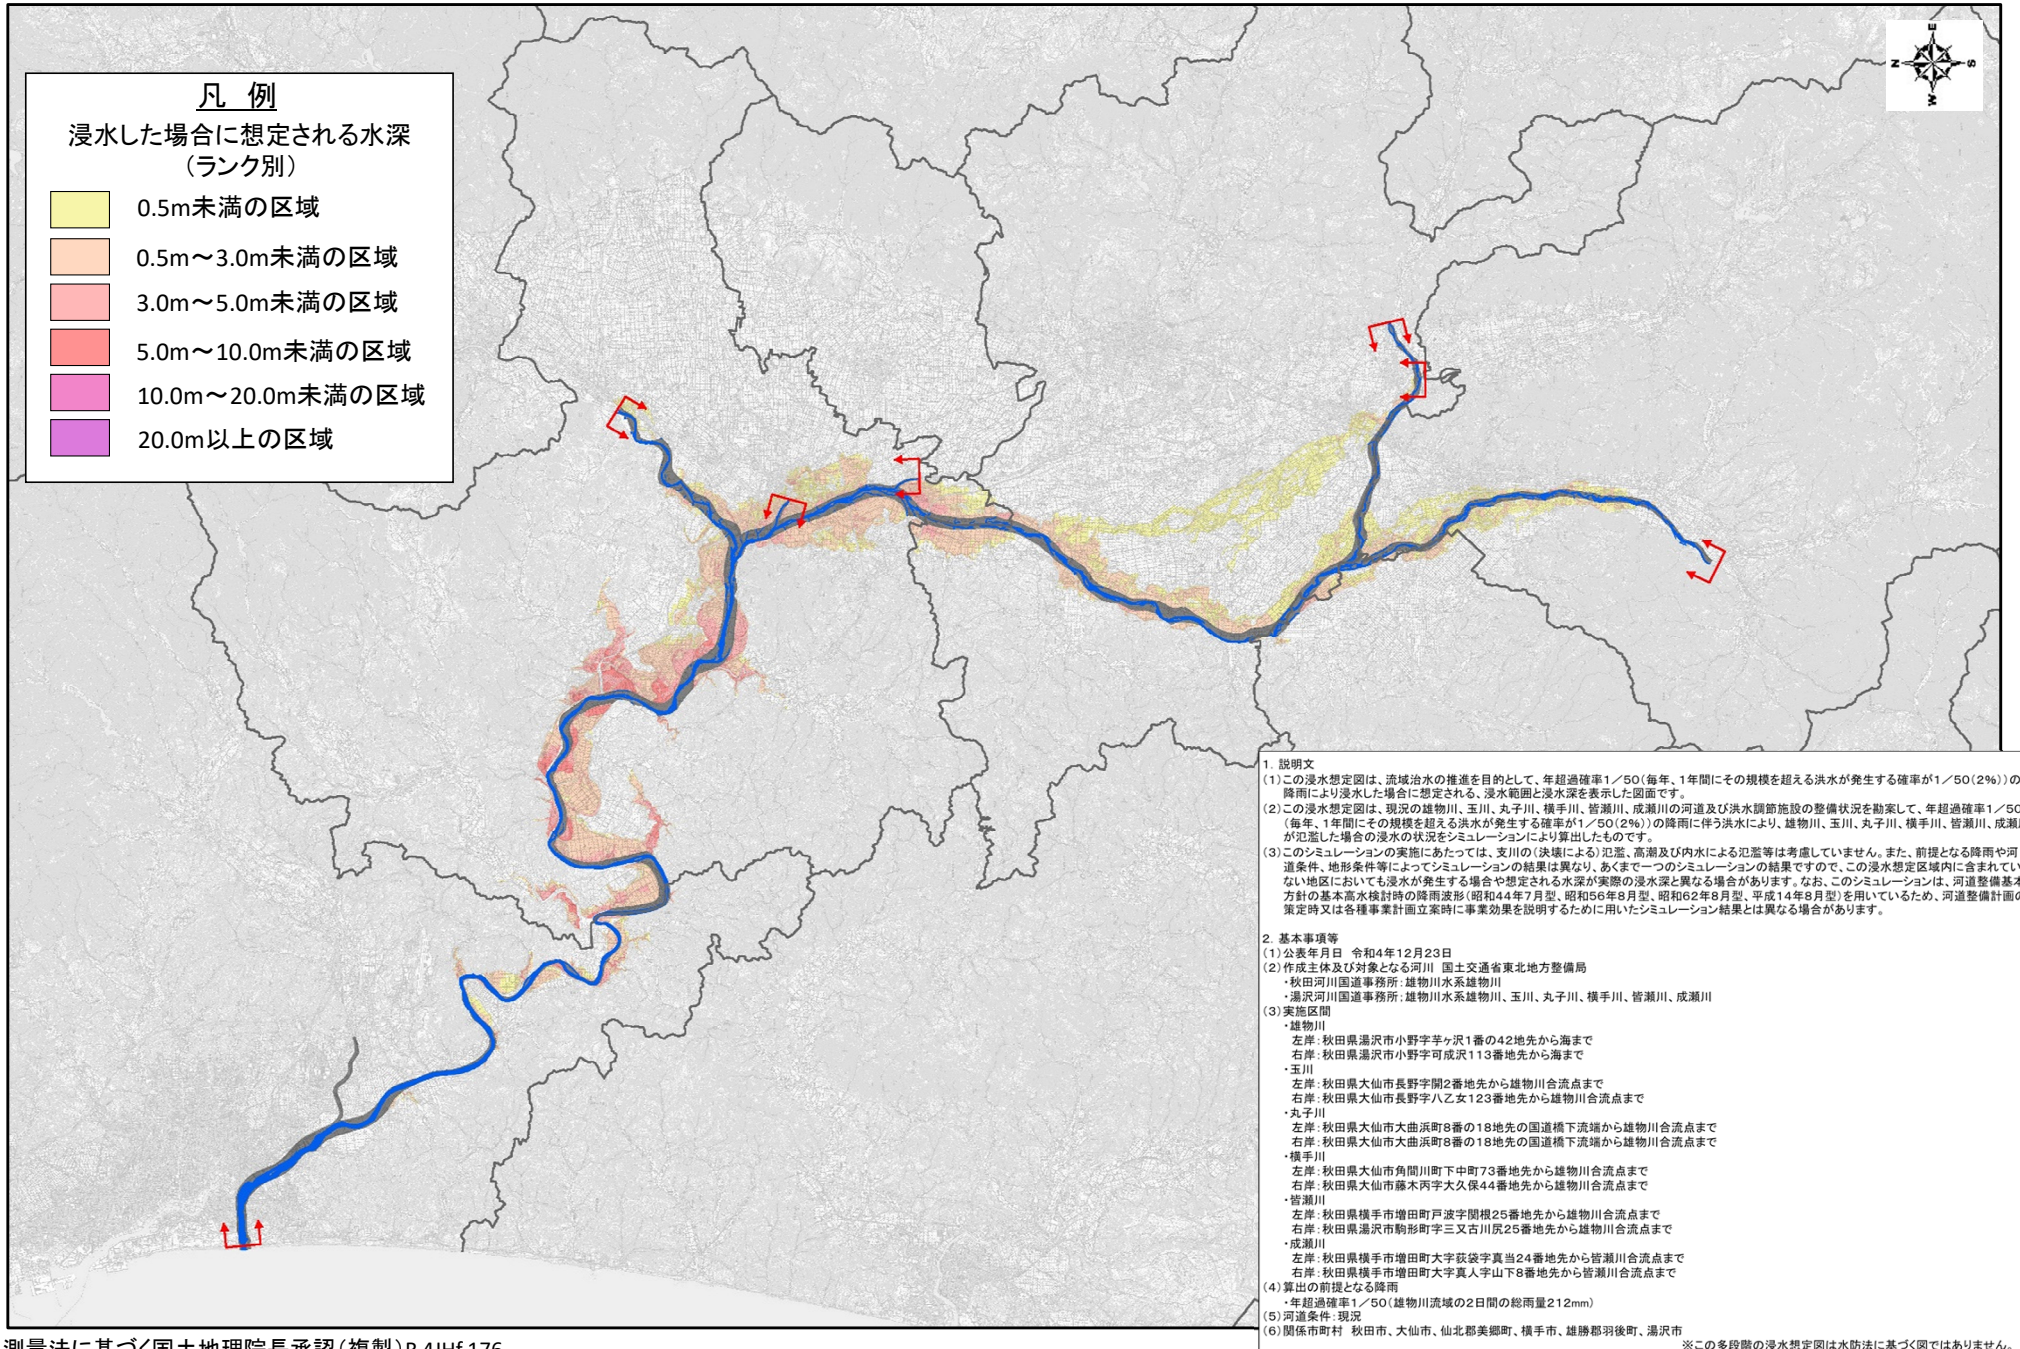 凡 例
浸水した場合に想定される水深
（ランク別）
0.5m未満の区域
0.5m～3.0m未満の区域
3.0m～5.0m未満の区域
5.0m～10.0m未満の区域
10.0m～20.0m未満の区域
20.0m以上の区域
E
N
S
W
1．説明文
（1）この浸水想定図は、流域治水の推進を目的として、年超過確率1／50（毎年、1年間にその規模を超える洪水が発生する確率が1／50（2%））の
降雨により浸水した場合に想定される、浸水範囲と浸水深を表示した図面です。
（2）この浸水想定図は、現況の雄物川、玉川、丸子川、横手川、皆瀬川、成瀬川の河道及び洪水調節施設の整備状況を勘案して、年超過確率1／50
（毎年、1年間にその規模を超える洪水が発生する確率が1／50（2%））の降雨に伴う洪水により、雄物川、玉川、丸子川、横手川、皆瀬川、成瀬川
が氾濫した場合の浸水の状況をシミュレーションにより算出したものです。
（3）このシミュレーションの実施にあたっては、支川の（決壊による）氾濫、高潮及び内水による氾濫等は考慮していません。また、前提となる降雨や河
道条件、地形条件等によってシミュレーションの結果は異なり、あくまで一つのシミュレーションの結果ですので、この浸水想定区域内に含まれてい
ない地区においても浸水が発生する場合や想定される水深が実際の浸水深と異なる場合があります。なお、このシミュレーションは、河道整備基本
方針の基本高水検討時の降雨波形（昭和44年7月型、昭和56年8月型、昭和62年8月型、平成14年8月型）を用いているため、河道整備計画の
策定時又は各種事業計画立案時に事業効果を説明するために用いたシミュレーション結果とは異なる場合があります。
2．基本事項等
（1）公表年月日 令和4年12月23日
（2）作成主体及び対象となる河川 国土交通省東北地方整備局
・秋田河川国道事務所：雄物川水系雄物川
・湯沢河川国道事務所：雄物川水系雄物川、玉川、丸子川、横手川、皆瀬川、成瀬川
（3）実施区間
・雄物川
左岸：秋田県湯沢市小野字芋ヶ沢1番の42地先から海まで
右岸：秋田県湯沢市小野字可成沢113番地先から海まで
・玉川
左岸：秋田県大仙市長野字開2番地先から雄物川合流点まで
右岸：秋田県大仙市長野字八乙女123番地先から雄物川合流点まで
・丸子川
左岸：秋田県大仙市大曲浜町8番の18地先の国道橋下流端から雄物川合流点まで
右岸：秋田県大仙市大曲浜町8番の18地先の国道橋下流端から雄物川合流点まで
・横手川
左岸：秋田県大仙市角間川町下中町73番地先から雄物川合流点まで
右岸：秋田県大仙市藤木丙字大久保44番地先から雄物川合流点まで
・皆瀬川
左岸：秋田県横手市増田町戸波字関根25番地先から雄物川合流点まで
右岸：秋田県湯沢市駒形町字三又古川尻25番地先から雄物川合流点まで
・成瀬川
左岸：秋田県横手市増田町大字荻袋字真当24番地先から皆瀬川合流点まで
右岸：秋田県横手市増田町大字真人字山下8番地先から皆瀬川合流点まで
（4）算出の前提となる降雨
・年超過確率1／50（雄物川流域の2日間の総雨量212mm）
（5）河道条件：現況
（6）関係市町村 秋田市、大仙市、仙北郡美郷町、横手市、雄勝郡羽後町、湯沢市
※この多段階の浸水想定図は水防法に基づく図ではありません。
測量法に基づく国土地理院長承認（複製）R 4JHf 176